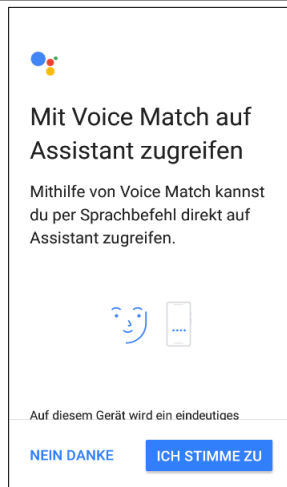 Mit Voice Match auf
Assistant zugreifen
Mithilfe von Voice Match kannst
du per Sprachbefehl direkt auf
Assistant zugreifen.
Auf diesem Gerät wird ein eindeutiges
NEIN DANKE
ICH STIMME ZU